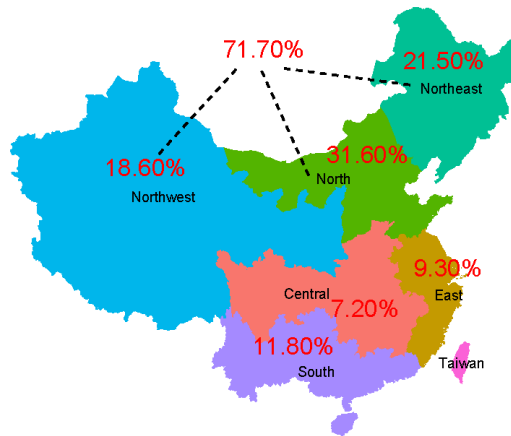 71.70%
21.50%
Northeast
31.60%
18.60%
North
Northwest
9.30%
Central
East
7.20%
11.80%
Taiwan
South